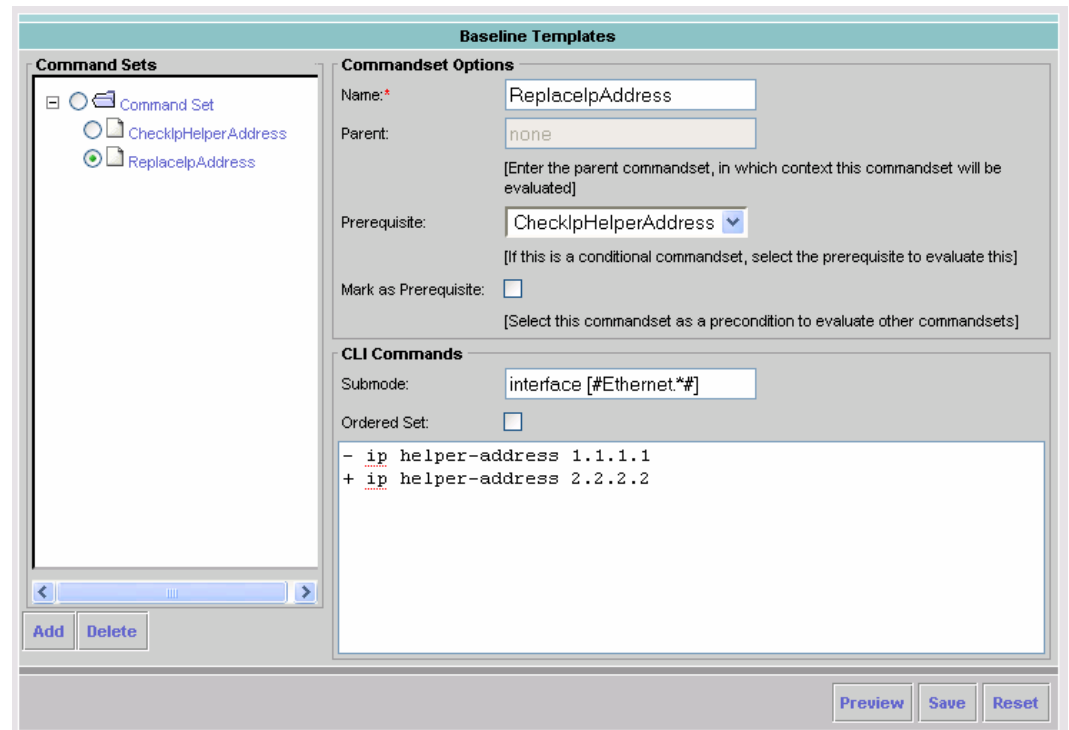 Baseline Templates
Command Sets
Command Set
CheckIpHelperAddress
ReplaceIpAddress
Add
Delete
Commandset Options
Name:*
ReplaceIpAddress
Parent:
none
[Enter the parent commandset, in which context this commandset will be
evaluated]
Prerequisite:
CheckIpHelperAddress
[If this is a conditional commandset, select the prerequisite to evaluate this]
Mark as Prerequisite:
[Select this commandset as a precondition to evaluate other commandsets]
CLI Commands
Submode:
interface [#Ethernet.*#]
Ordered Set:
- ip helper-address 1.1.1.1
+ ip helper-address 2.2.2.2
Preview
Save
Reset